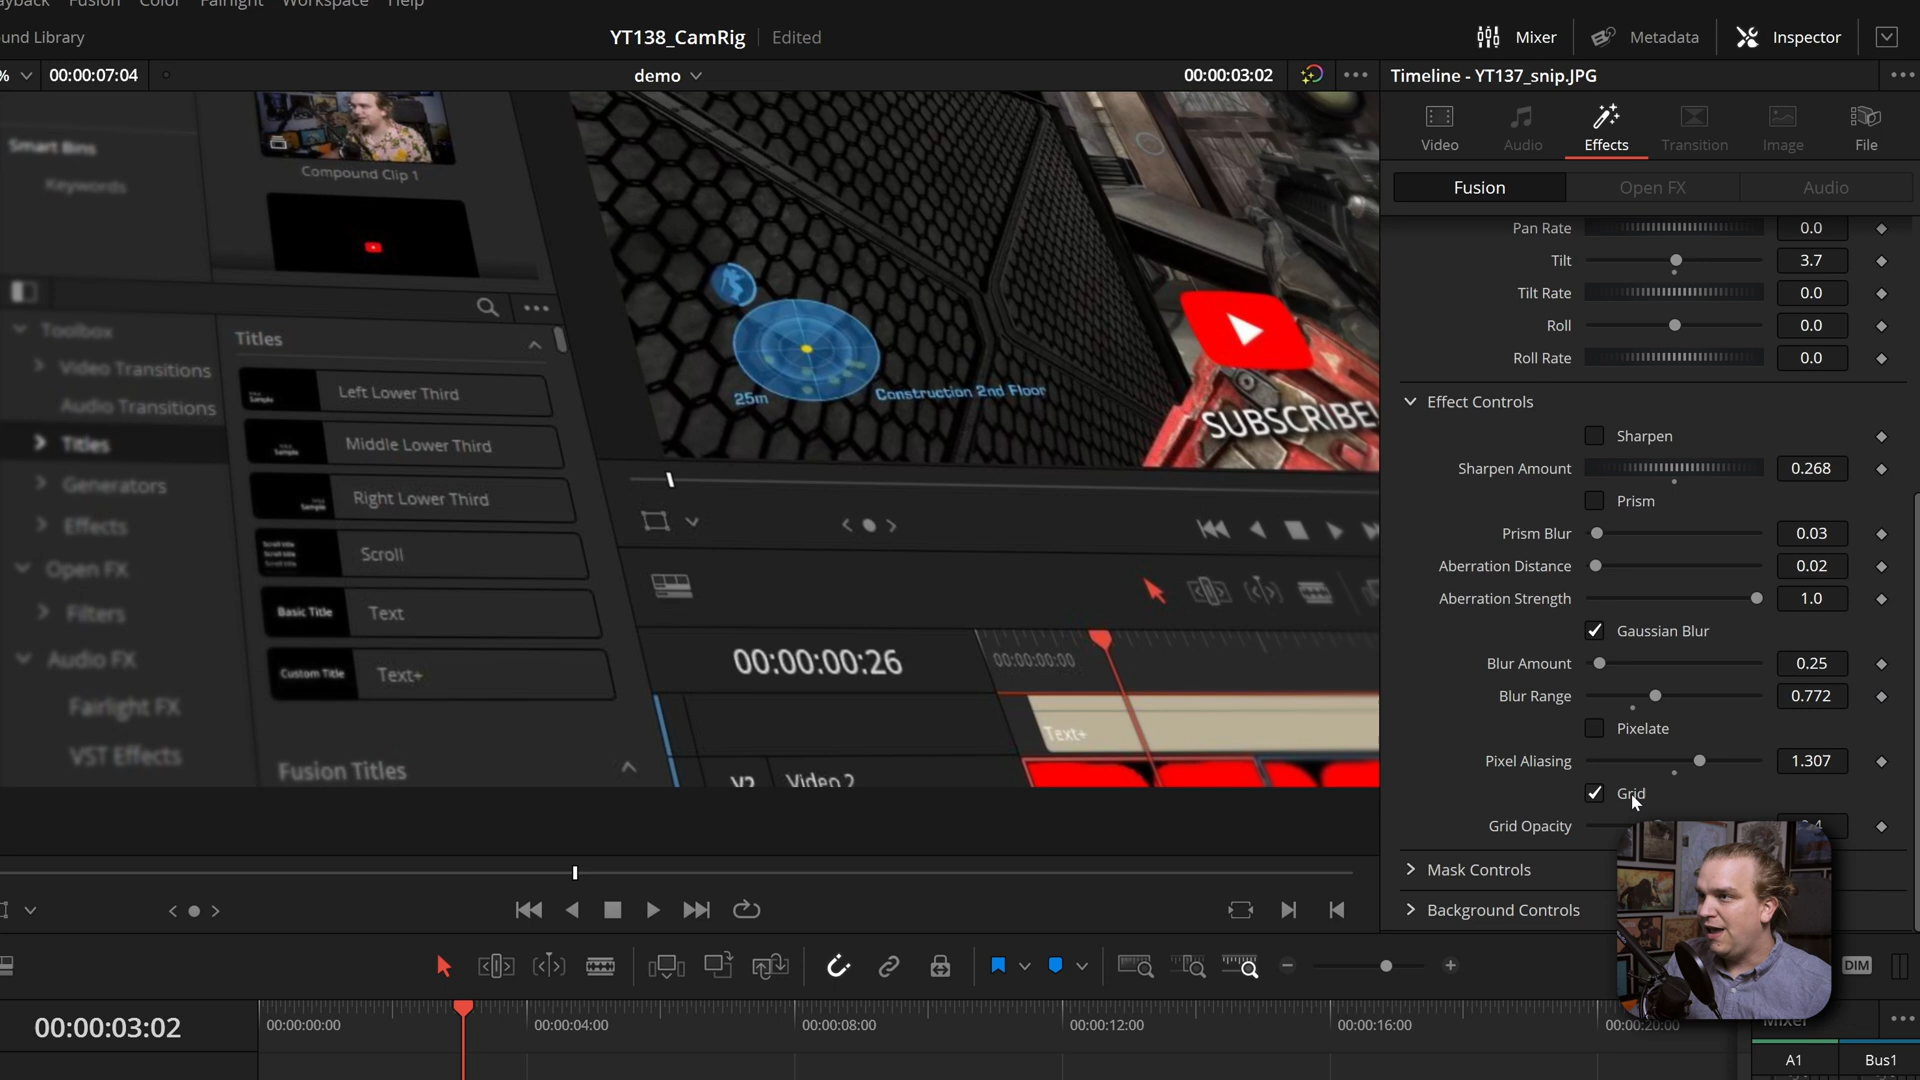 Fusion Color Fairlight Workspace Help
und Library
YT138_CamRig Edited
Mixer Metadata Inspector
% 00:00:07:04
demo
00:00:03:02
Timeline - YT137_snip.JPG
Video Audio Effects Transition Image File
Fusion Open FX Audio
Pan Rate 0.0
Tilt 3.7
Tilt Rate 0.0
Roll 0.0
Roll Rate 0.0
Effect Controls
Sharpen
Sharpen Amount 0.268
Prism
Prism Blur 0.03
Aberration Distance 0.02
Aberration Strength 1.0
Gaussian Blur
Blur Amount 0.25
Blur Range 0.772
Pixelate
Pixel Aliasing 1.307
Grid
Grid Opacity
Mask Controls
Background Controls
Smart Bins
Keywords
Compound Clip 1
Toolbox
Video Transitions
Audio Transitions
Titles
Generators
Effects
Open FX
Filters
Audio FX
Fairlight FX
VST Effects
Titles
Left Lower Third
Middle Lower Third
Right Lower Third
Scroll
Basic Title Text
Custom Title Text+
Fusion Titles
25m
Construction 2nd Floor
SUBSCRIBE!
00:00:00:26
00:00:00:00
Text+
V2 Video 2
DIM
00:00:03:02
00:00:00:00
00:00:04:00
00:00:08:00
00:00:12:00
00:00:16:00
00:00:20:00
Mixer
A1
Bus1